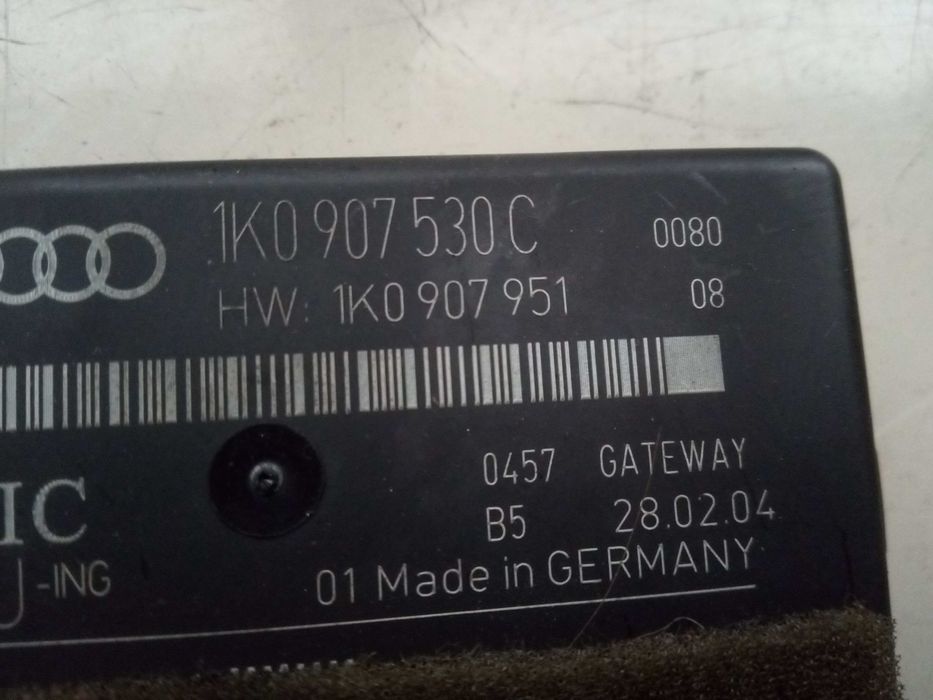 1K0 907 530 C 0080
HW: 1K0 907 951 08
0457 GATEWAY
IC
B5 28.02.04
-ING
01 Made in GERMANY